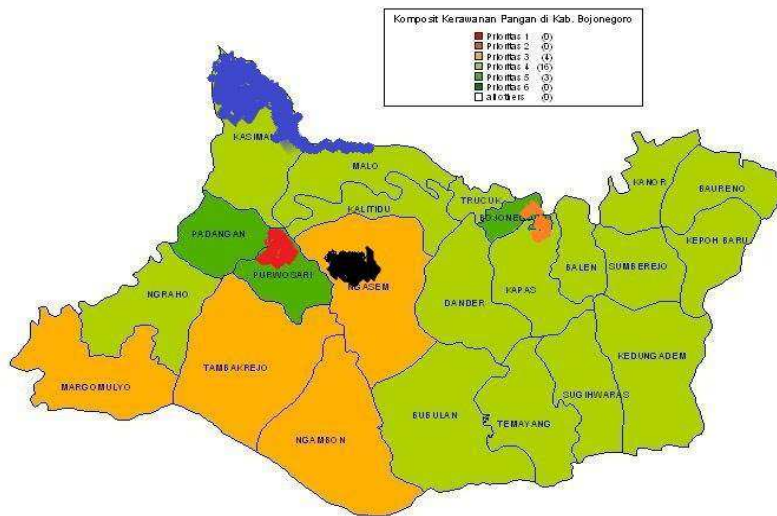 Komposit Kerawanan Pangan di Kab. Bojonegoro
Prioritas 1 (0)
Prioritas 2 (0)
Prioritas 3 (4)
Prioritas 4 (16)
Prioritas 5 (3)
Prioritas 6 (0)
all others (0)
MALO
KANOR
BAURENO
TRUCUK
KALITIDU
PADANGAN
KEPOH BARU
BALEN
SUMBEREJO
PURWOSARI
NGASEM
KAPAS
NGRAHO
DANDER
KEDUNGADEM
TAMBAKREJO
MARGOMULYO
SUGIHWARAS
BUBULAN
TEMAYANG
NGAMBON